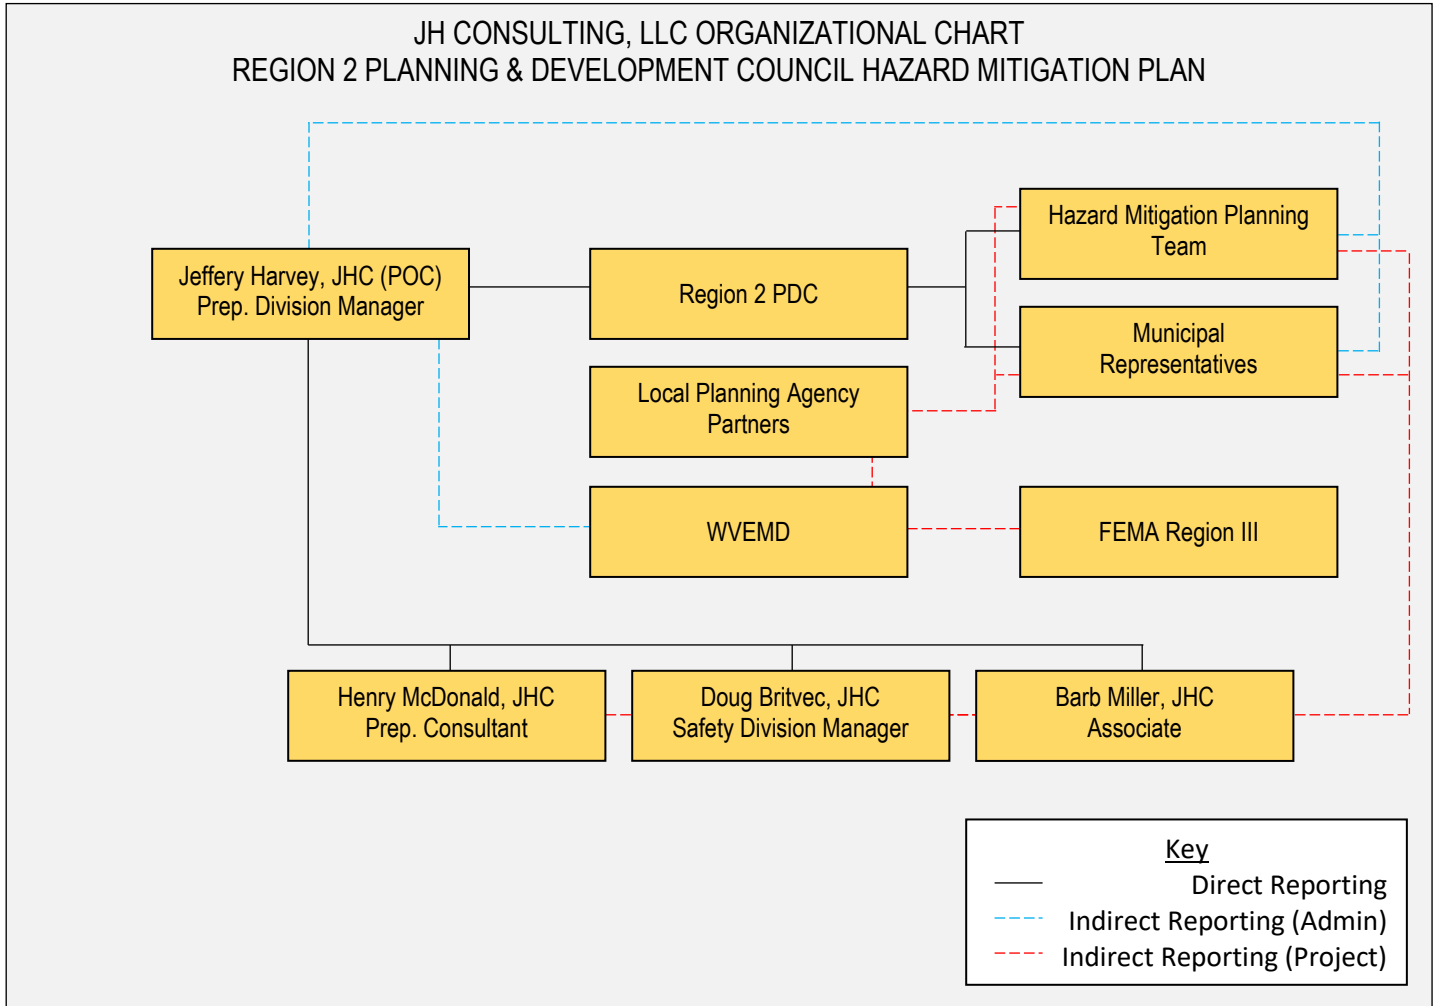 JH CONSULTING, LLC ORGANIZATIONAL CHART
REGION 2 PLANNING & DEVELOPMENT COUNCIL HAZARD MITIGATION PLAN
Jeffery Harvey, JHC (POC)
Prep. Division Manager
Region 2 PDC
Hazard Mitigation Planning
Team
Municipal
Representatives
Local Planning Agency
Partners
WVEMD
FEMA Region III
Henry McDonald, JHC
Prep. Consultant
Doug Britvec, JHC
Safety Division Manager
Barb Miller, JHC
Associate
Key
Direct Reporting
Indirect Reporting (Admin)
Indirect Reporting (Project)